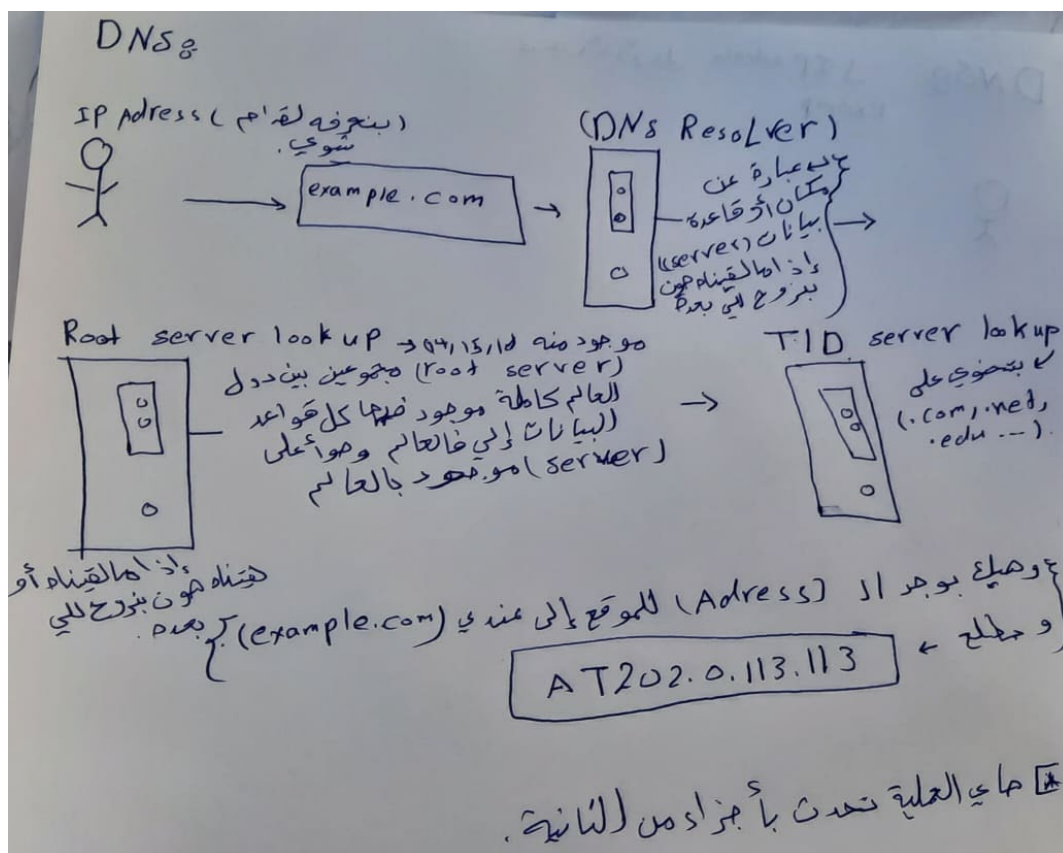 DNS:
IP Adress (بنعرفه لقدام
شوي.)
example.com
(DNS Resolver)
عبارة عن
مكان أو قاعدة
بيانات (server)
إذا ما لقيناه هون
بنروح للي بعده
Root server lookup → موجود منه
(root server) مجموعين بين دول
العالم كاملة موجود فيها كل قواعد
البيانات إلي فالعالم وهو أعلى
(server) موجود بالعالم
إذا ما لقيناه أو
هون بنروح للي
بعده.
TID server lookup
بتحتوي على
(.com, .net,
.edu ...).
وهيك بوجد ال (Adress) للموقع إلي عندي (example.com)
و بطلع ←
AT202.0.113.113
* هاي العملية تحدث بأجزاء من الثانية.